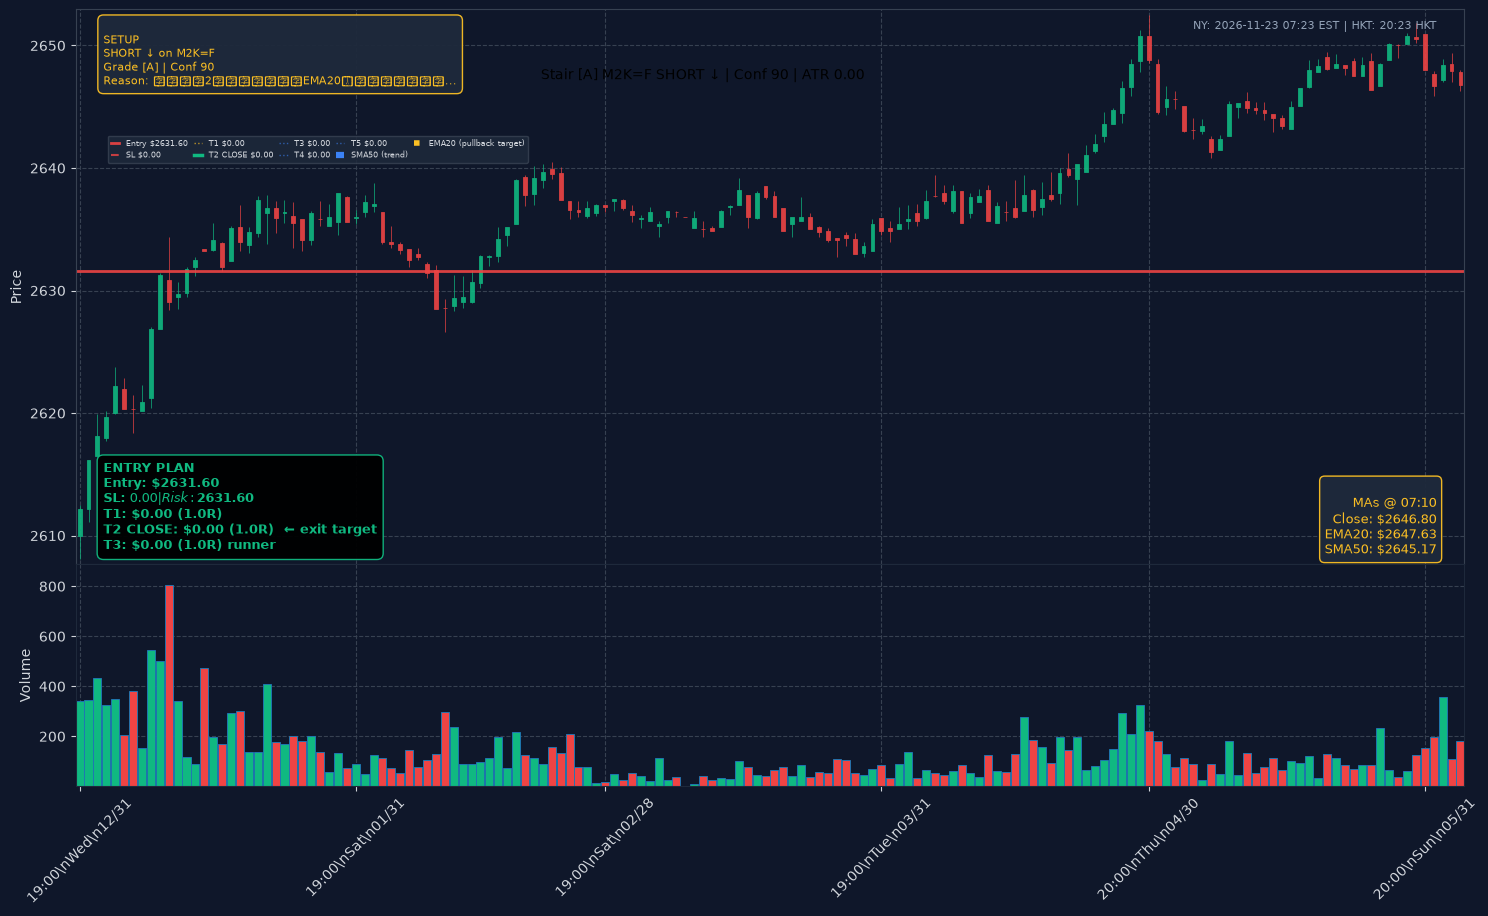 NY: 2026-11-23 07:23 EST | HKT: 20:23 HKT
SETUP
SHORT ↓ on M2K=F
Grade [A] | Conf 90
Reason: 2 EMA20 ...
Stair [A] M2K=F SHORT ↓ | Conf 90 | ATR 0.00
Entry $2631.60
SL $0.00
T1 $0.00
T2 CLOSE $0.00
T3 $0.00
T4 $0.00
T5 $0.00
SMA50 (trend)
EMA20 (pullback target)
Price
2650
2640
2630
2620
2610
ENTRY PLAN
Entry: $2631.60
SL: 0.00|Risk:2631.60
T1: $0.00 (1.0R)
T2 CLOSE: $0.00 (1.0R) ← exit target
T3: $0.00 (1.0R) runner
MAs @ 07:10
Close: $2646.80
EMA20: $2647.63
SMA50: $2645.17
Volume
800
600
400
200
19:00\nWed\n12/31
19:00\nSat\n01/31
19:00\nSat\n02/28
19:00\nTue\n03/31
20:00\nThu\n04/30
20:00\nSun\n05/31